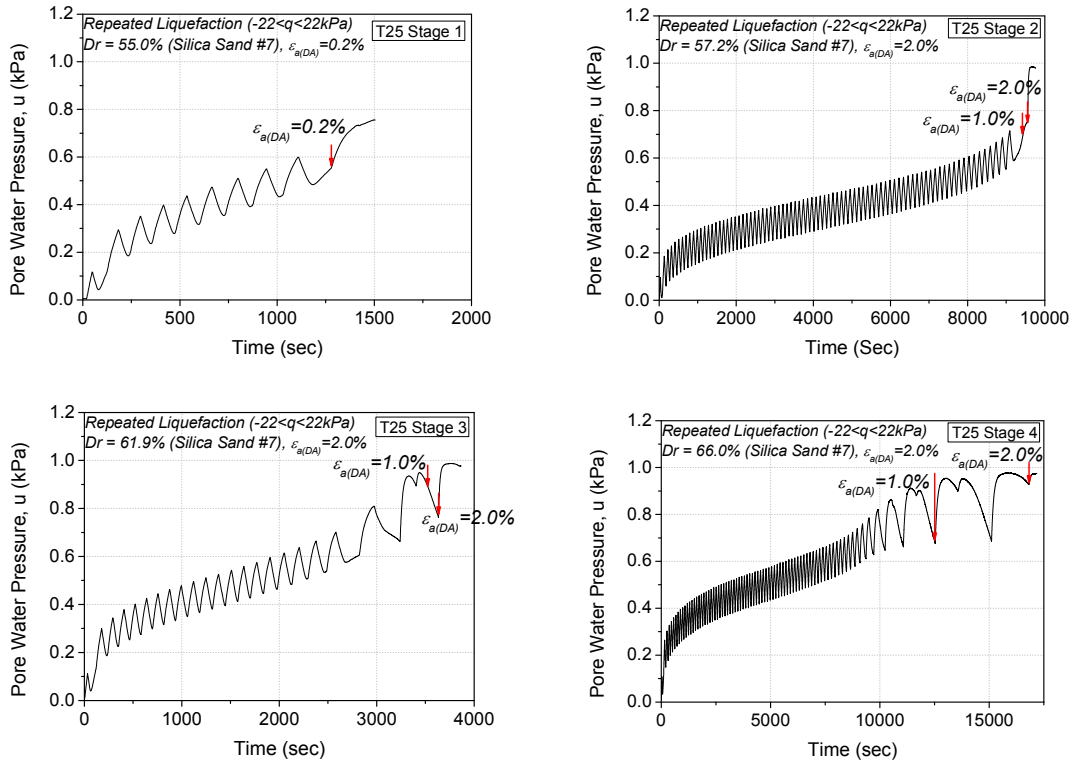 Repeated Liquefaction (-22<q<22kPa)
T25 Stage 1
Dr = 55.0% (Silica Sand #7), εa(DA)=0.2%
εa(DA)=0.2%
Pore Water Pressure, u (kPa)
1.2
1.0
0.8
0.6
0.4
0.2
0.0
0 500 1000 1500 2000
Time (sec)
Repeated Liquefaction (-22<q<22kPa)
T25 Stage 2
Dr = 57.2% (Silica Sand #7), εa(DA)=2.0%
εa(DA)=2.0%
εa(DA)=1.0%
Pore Water Pressure, u (kPa)
1.2
1.0
0.8
0.6
0.4
0.2
0.0
0 2000 4000 6000 8000 10000
Time (Sec)
Repeated Liquefaction (-22<q<22kPa)
T25 Stage 3
Dr = 61.9% (Silica Sand #7), εa(DA)=2.0%
εa(DA)=1.0%
εa(DA)=2.0%
Pore Water Pressure, u (kPa)
1.2
1.0
0.8
0.6
0.4
0.2
0.0
0 1000 2000 3000 4000
Time (sec)
Repeated Liquefaction (-22<q<22kPa)
T25 Stage 4
Dr = 66.0% (Silica Sand #7), εa(DA)=2.0%
εa(DA)=2.0%
εa(DA)=1.0%
Pore Water Pressure, u (kPa)
1.2
1.0
0.8
0.6
0.4
0.2
0.0
0 5000 10000 15000
Time (sec)